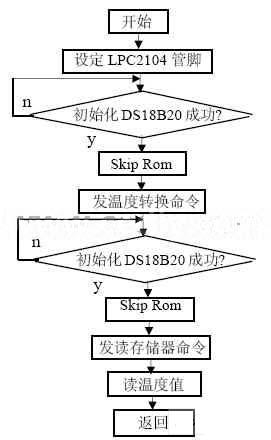 开始
设定 LPC2104 管脚
n
初始化 DS18B20 成功?
y
Skip Rom
发温度转换命令
n
初始化 DS18B20 成功?
y
Skip Rom
发读存储器命令
读温度值
返回